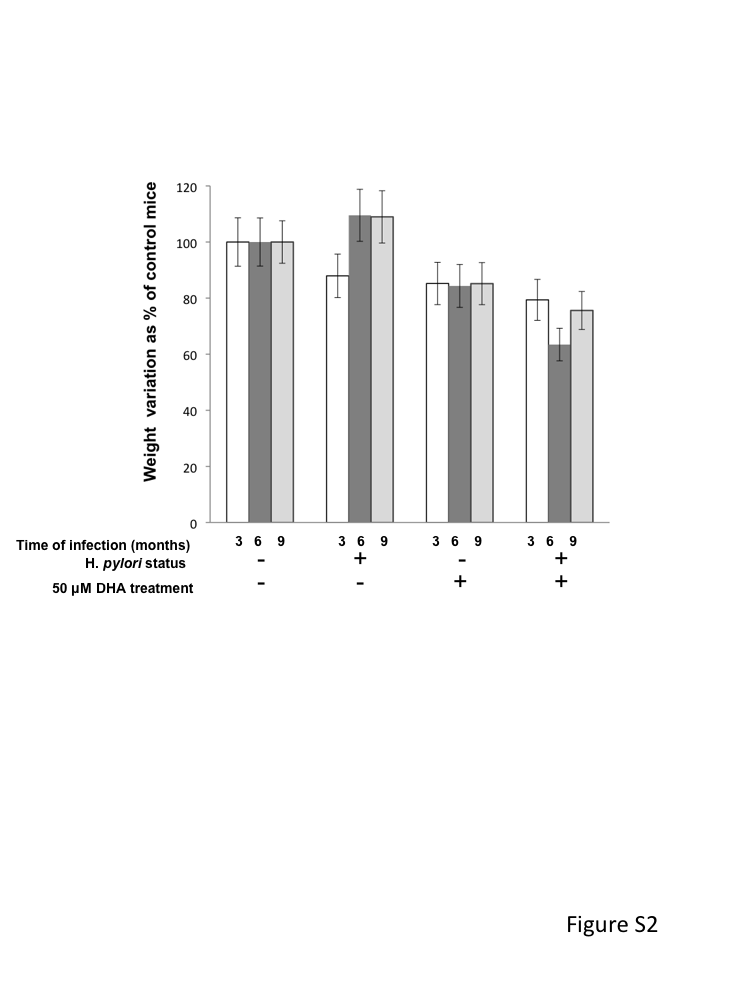 Weight variation as % of control mice
120
100
80
60
40
20
0
Time of infection (months) 3 6 9 3 6 9 3 6 9 3 6 9
H. pylori status - + - +
50 µM DHA treatment - - + +
Figure S2